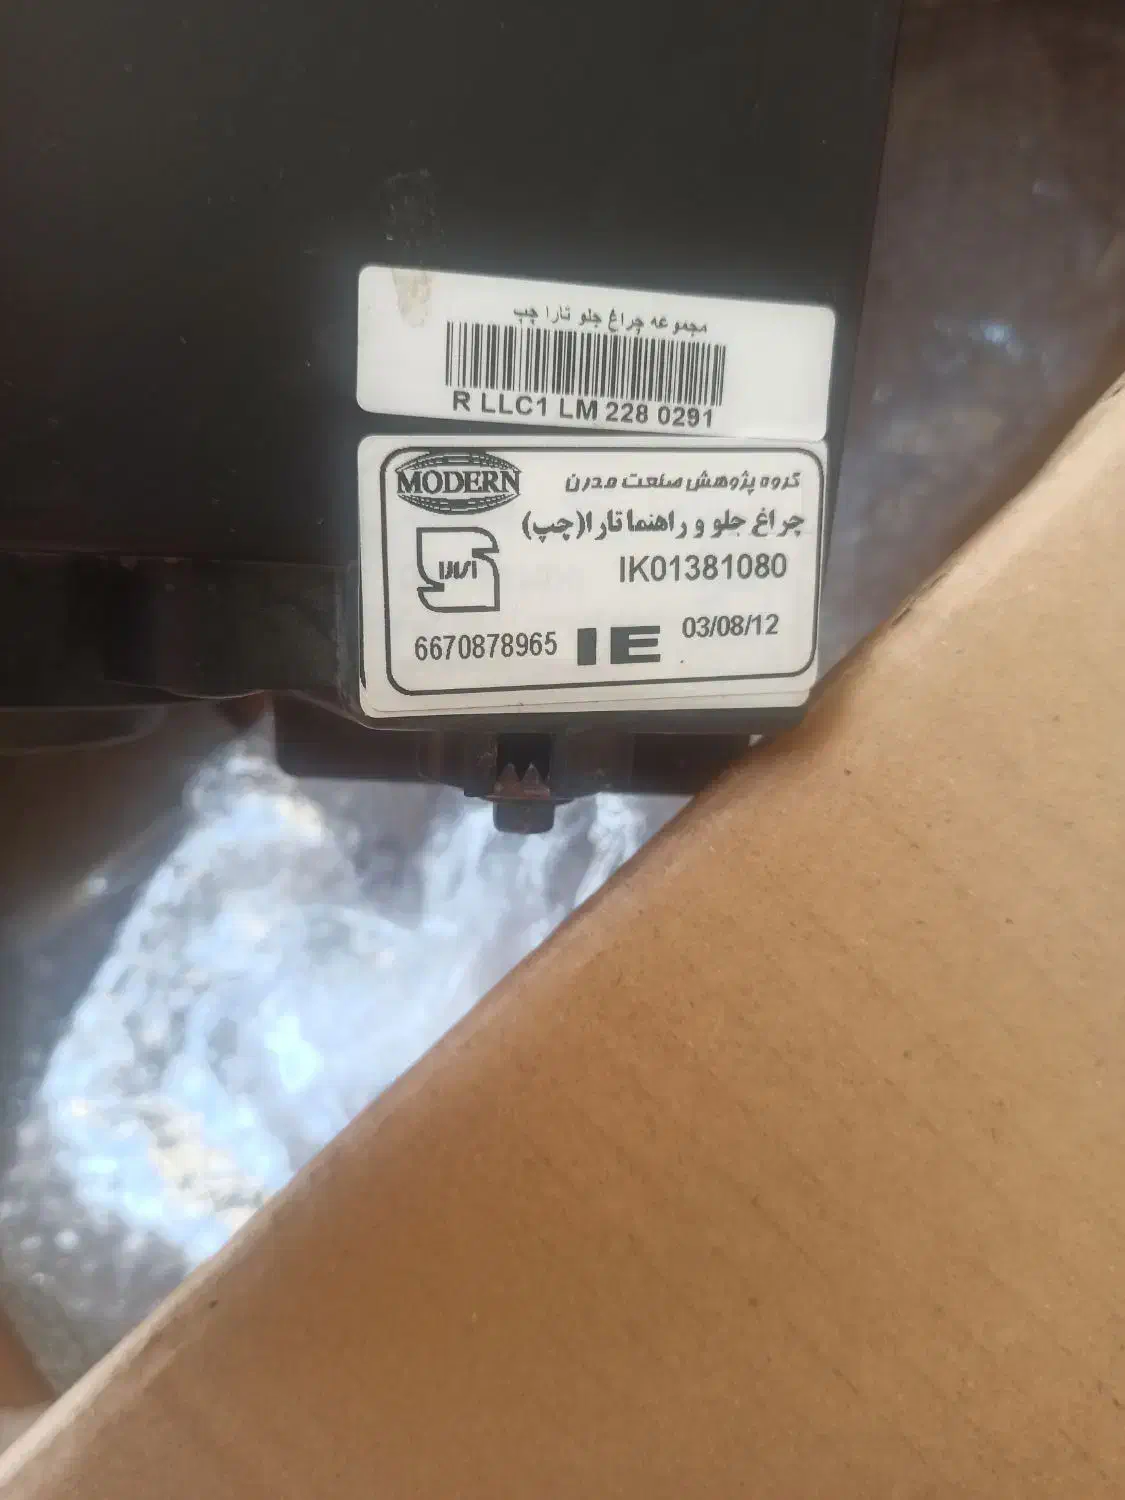 مجموعه چراغ جلو تارا چپ
R LLC1 LM 228 0291
MODERN
گروه پژوهش صنعت مدرن
چراغ جلو و راهنما تارا(چپ)
IK01381080
03/08/12
6670878965
IE